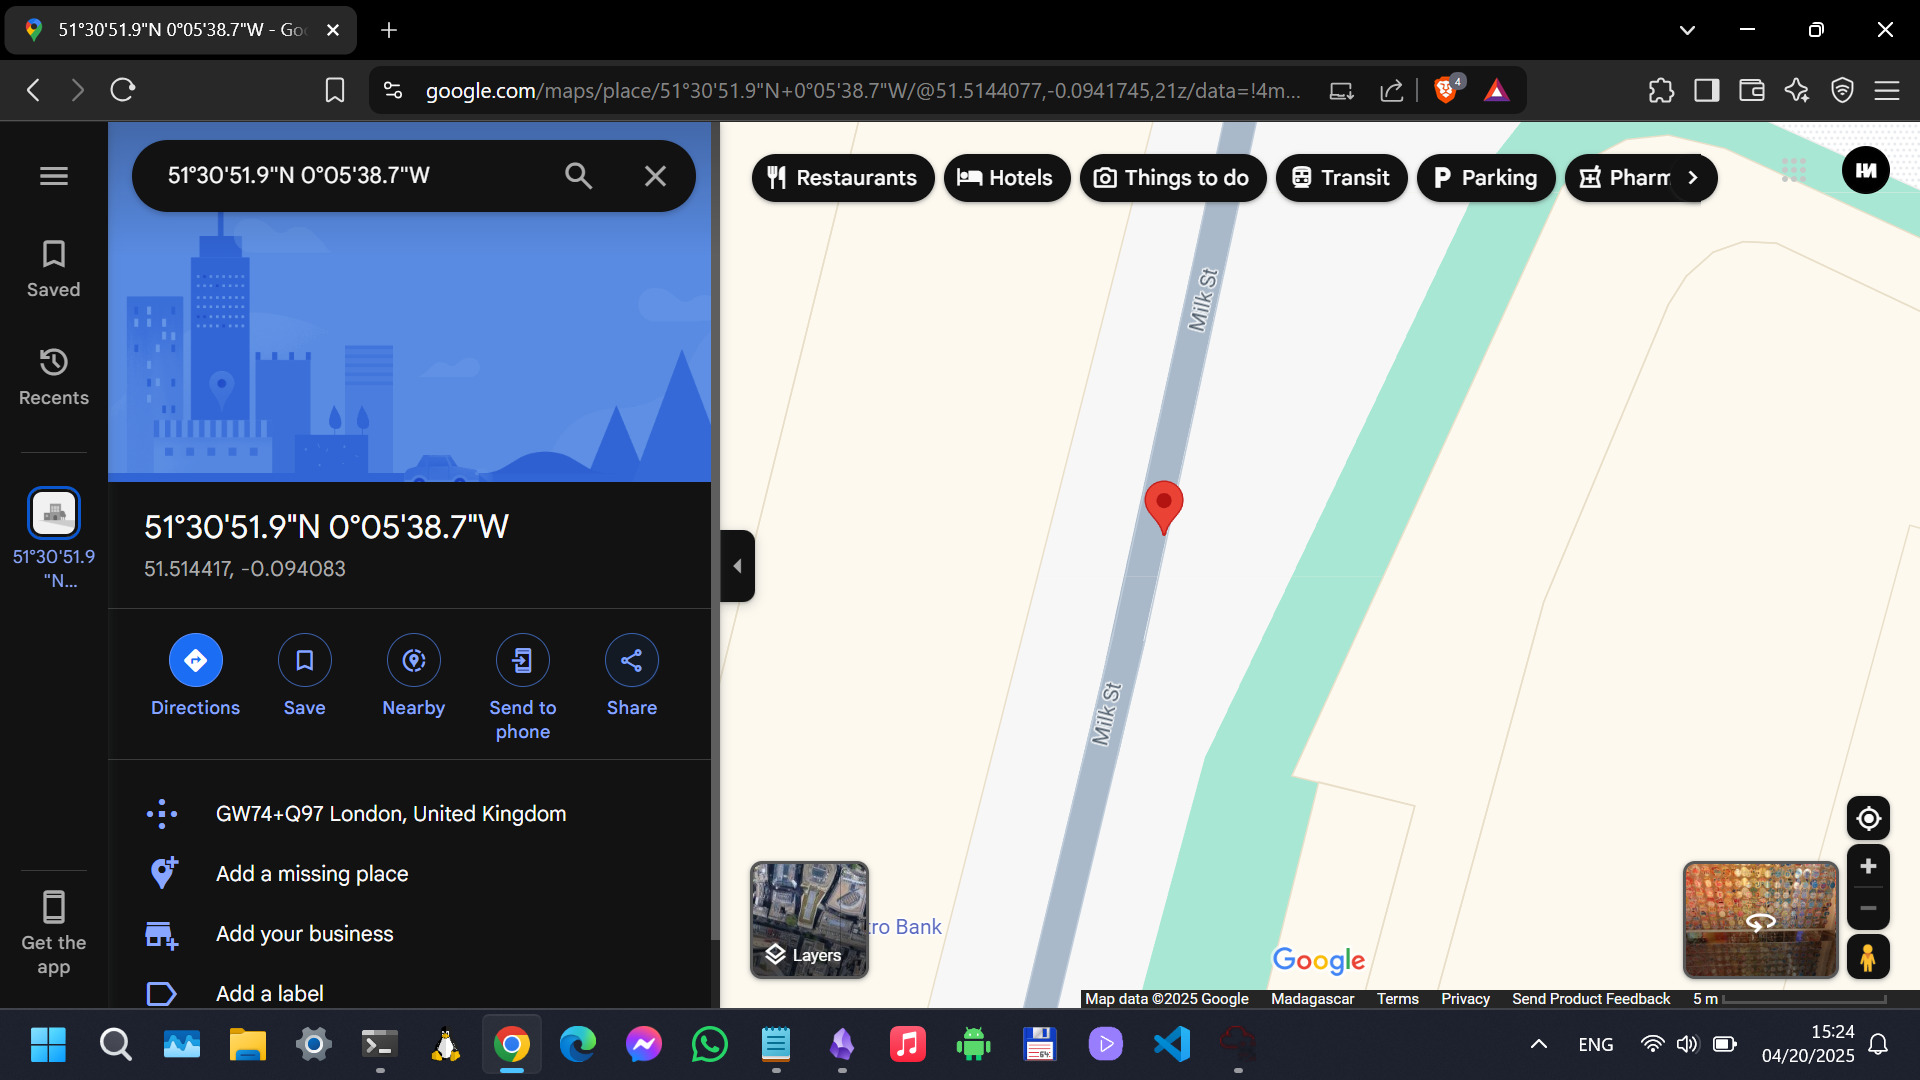 51°30'51.9"N 0°05'38.7"W - Go
google.com/maps/place/51°30'51.9"N+0°05'38.7"W/@51.5144077,-0.0941745,21z/data=!4m...
4
51°30'51.9"N 0°05'38.7"W
Restaurants
Hotels
Things to do
Transit
Parking
Pharm
Saved
Recents
51°30'51.9
"N...
Get the
app
51°30'51.9"N 0°05'38.7"W
51.514417, -0.094083
Directions
Save
Nearby
Send to
phone
Share
GW74+Q97 London, United Kingdom
Add a missing place
Add your business
Add a label
Milk St
Milk St
tro Bank
Layers
Google
Map data ©2025 Google
Madagascar
Terms
Privacy
Send Product Feedback
5 m
ENG
15:24
04/20/2025